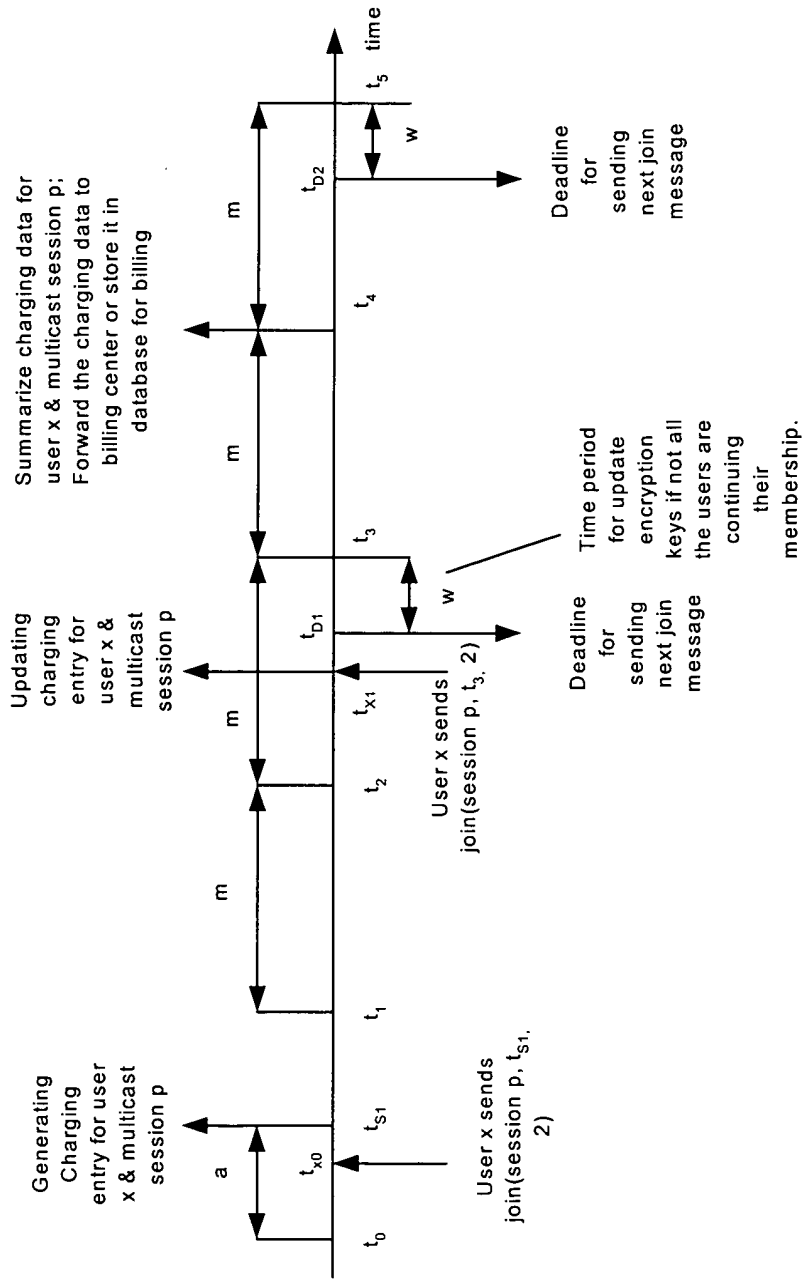 Generating
Charging
entry for user
x & multicast
session p
a
t0
tx0
tS1
User x sends
join(session p, tS1,
2)
t1
m
t2
Updating
charging
entry for
user x &
multicast
session p
m
tX1
User x sends
join(session p, t3, 2)
tD1
t3
w
Deadline
for
sending
next join
message
Time period
for update
encryption
keys if not all
the users are
continuing
their
membership.
m
Summarize charging data for
user x & multicast session p;
Forward the charging data to
billing center or store it in
database for billing
t4
m
tD2
t5
time
w
Deadline
for
sending
next join
message